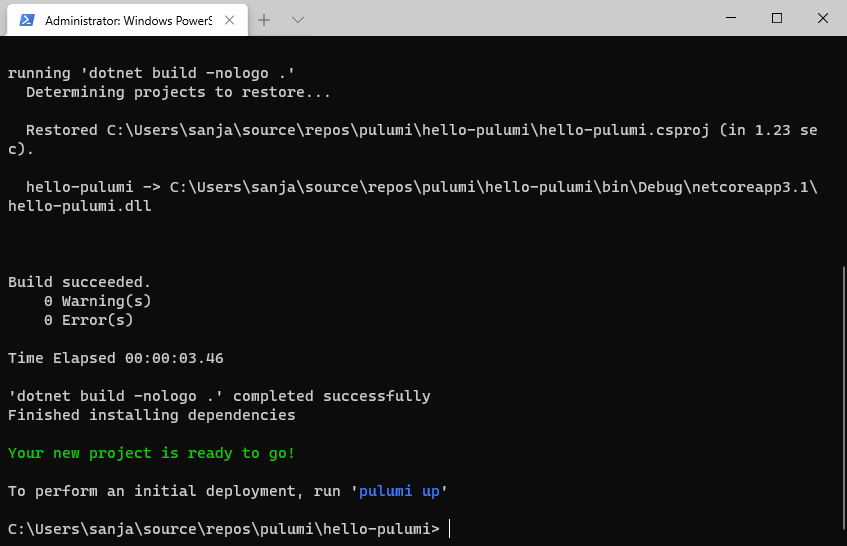 Administrator: Windows PowerS
running 'dotnet build -nologo .'
  Determining projects to restore...
  Restored C:\Users\sanja\source\repos\pulumi\hello-pulumi\hello-pulumi.csproj (in 1.23 se
c).
  hello-pulumi -> C:\Users\sanja\source\repos\pulumi\hello-pulumi\bin\Debug\netcoreapp3.1\
hello-pulumi.dll
Build succeeded.
    0 Warning(s)
    0 Error(s)
Time Elapsed 00:00:03.46
'dotnet build -nologo .' completed successfully
Finished installing dependencies
Your new project is ready to go!
To perform an initial deployment, run 'pulumi up'
C:\Users\sanja\source\repos\pulumi\hello-pulumi>